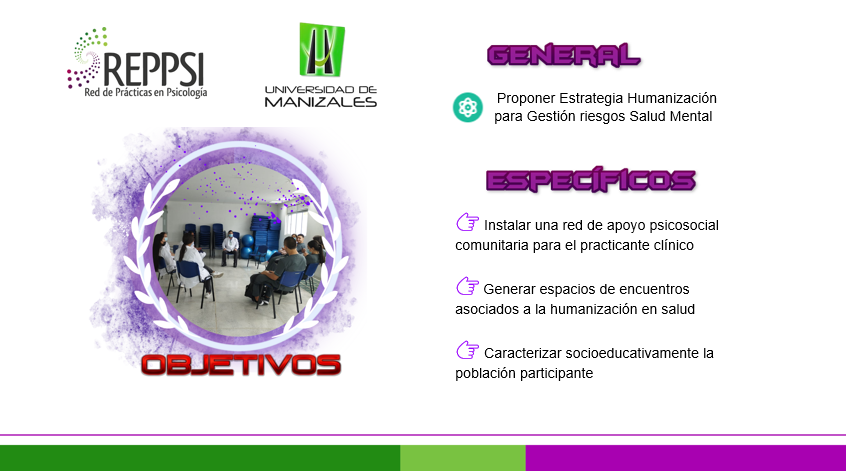 REPPSI
Red de Prácticas en Psicología
UNIVERSIDAD DE
MANIZALES
OBJETIVOS
GENERAL
Proponer Estrategia Humanización
para Gestión riesgos Salud Mental
ESPECÍFICOS
Instalar una red de apoyo psicosocial
comunitaria para el practicante clínico
Generar espacios de encuentros
asociados a la humanización en salud
Caracterizar socioeducativamente la
población participante